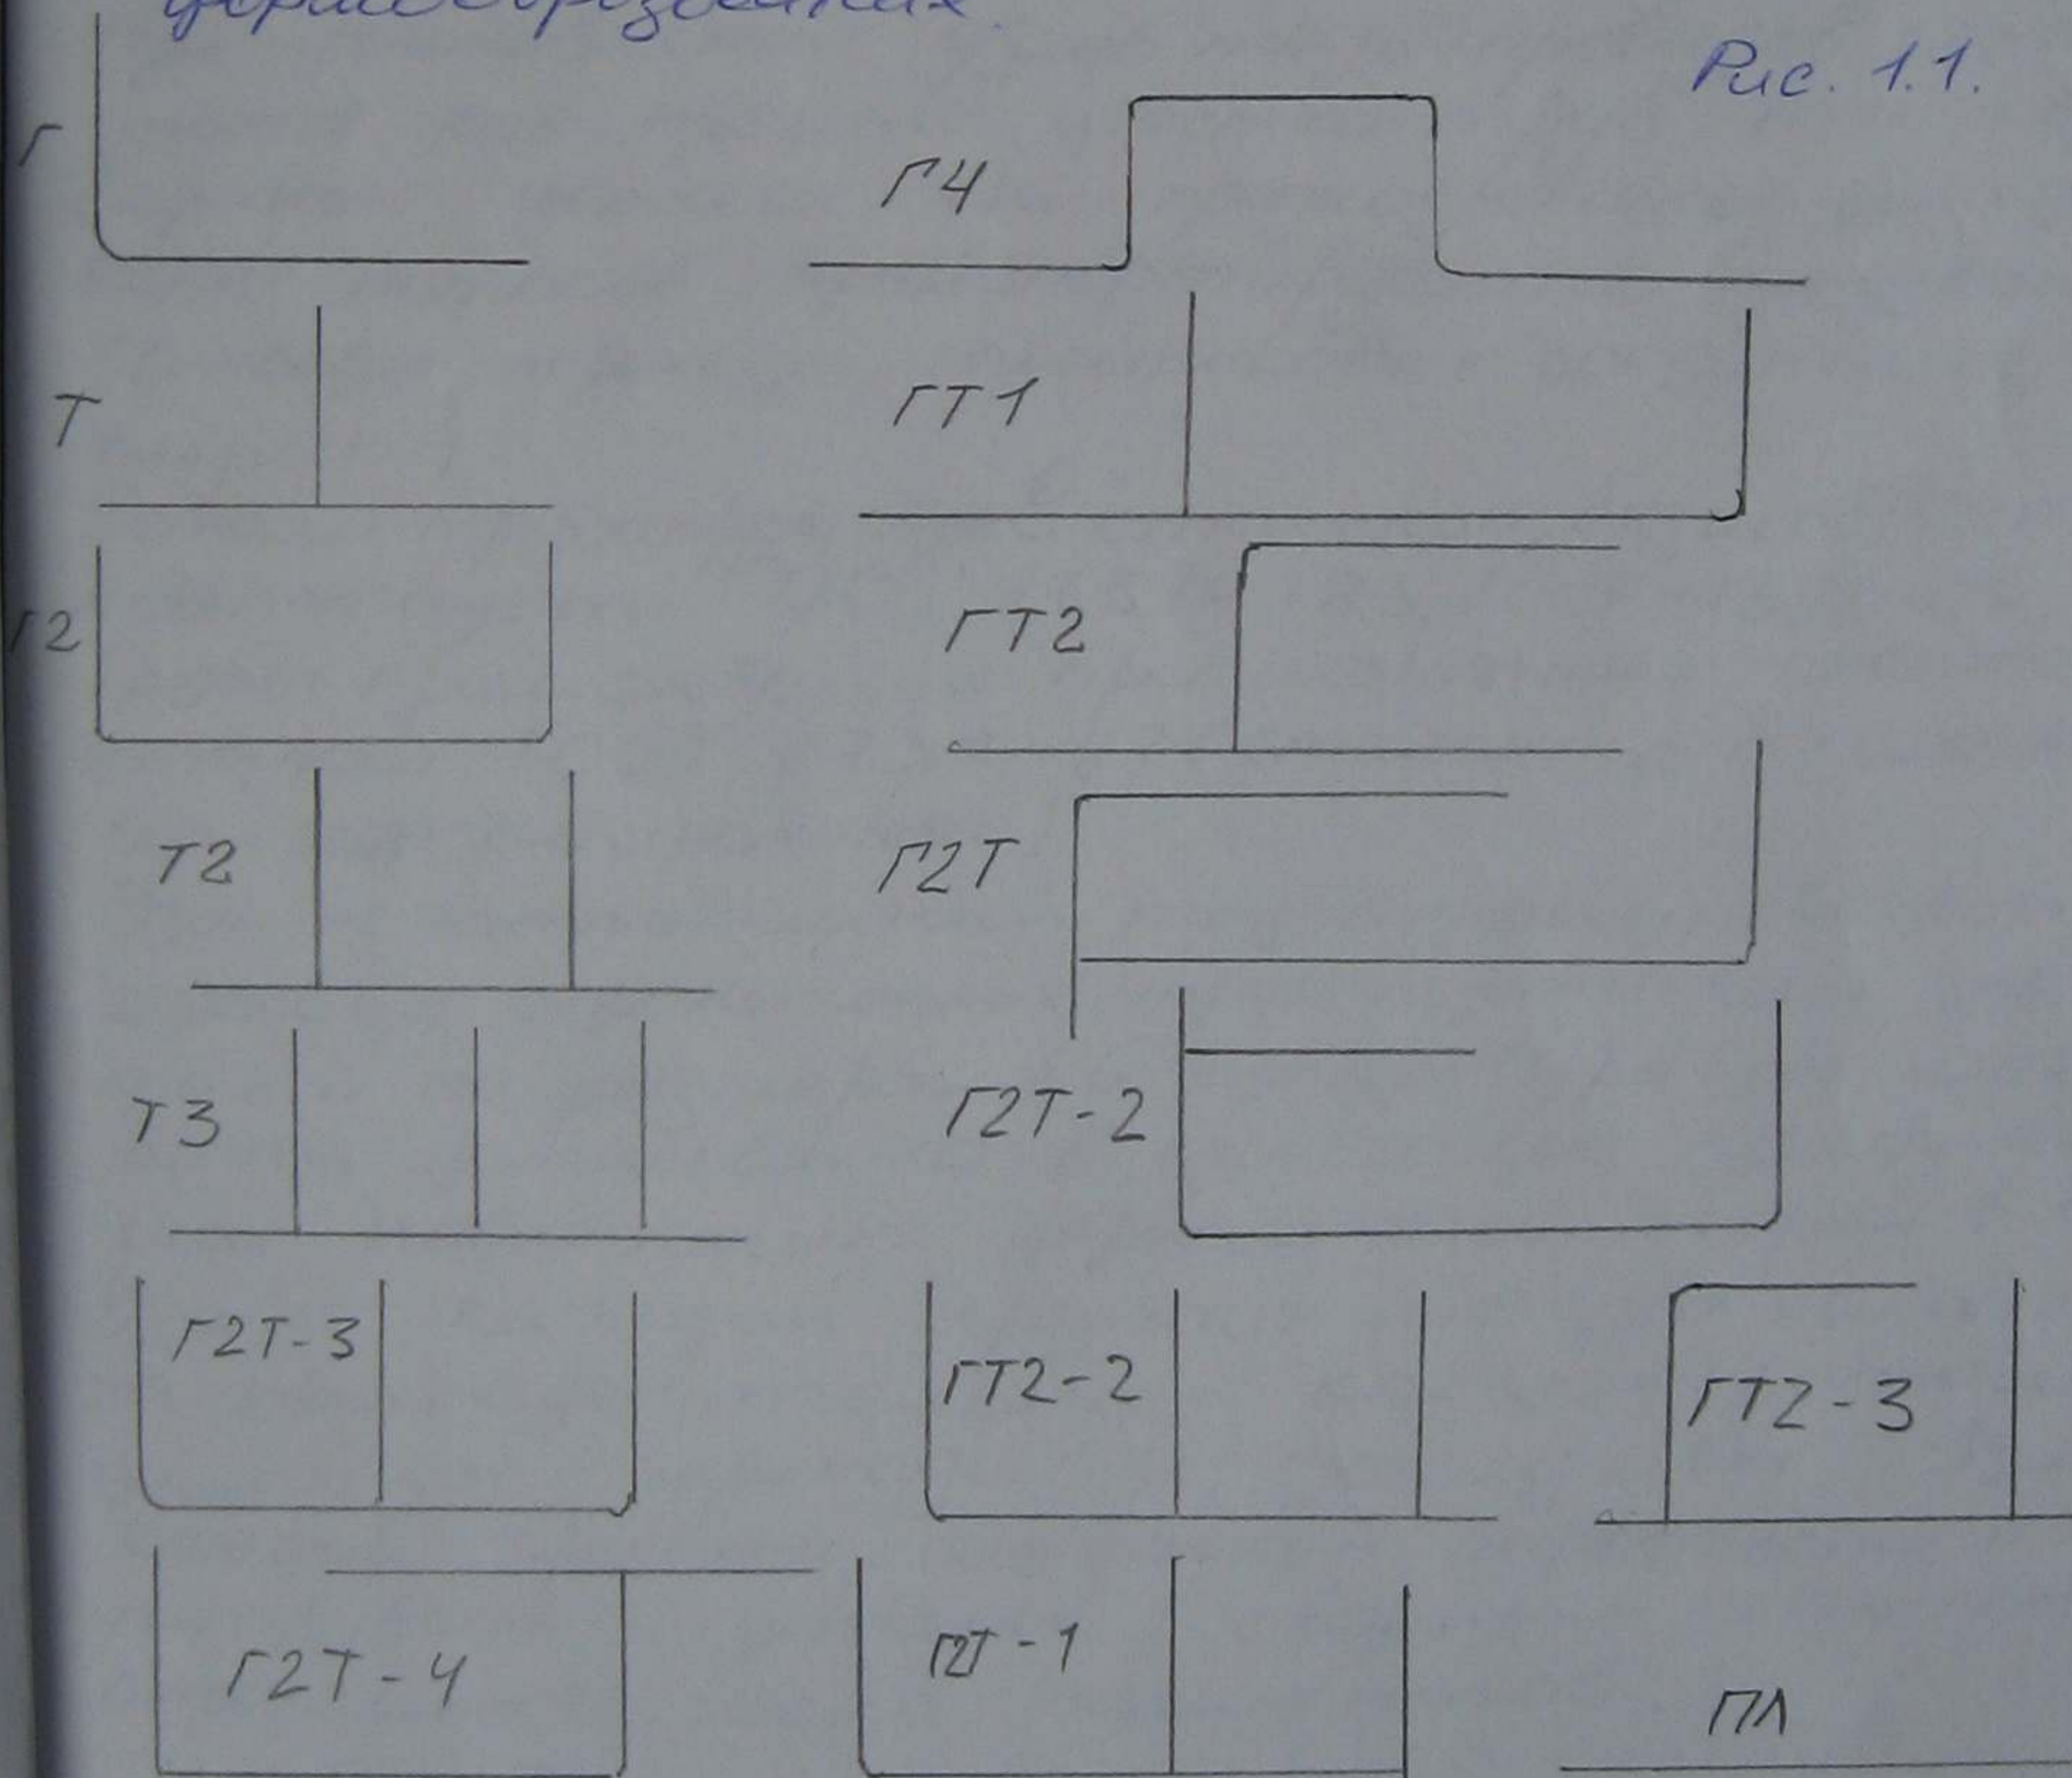 Рис. 1.1.
Г
Г4
Т
ГТ1
Г2
ГТ2
Т2
Г2Т
Т3
Г2Т-2
Г2Т-3
ГТ2-2
ГТ2-3
Г2Т-4
Г2Т-1
ПЛ